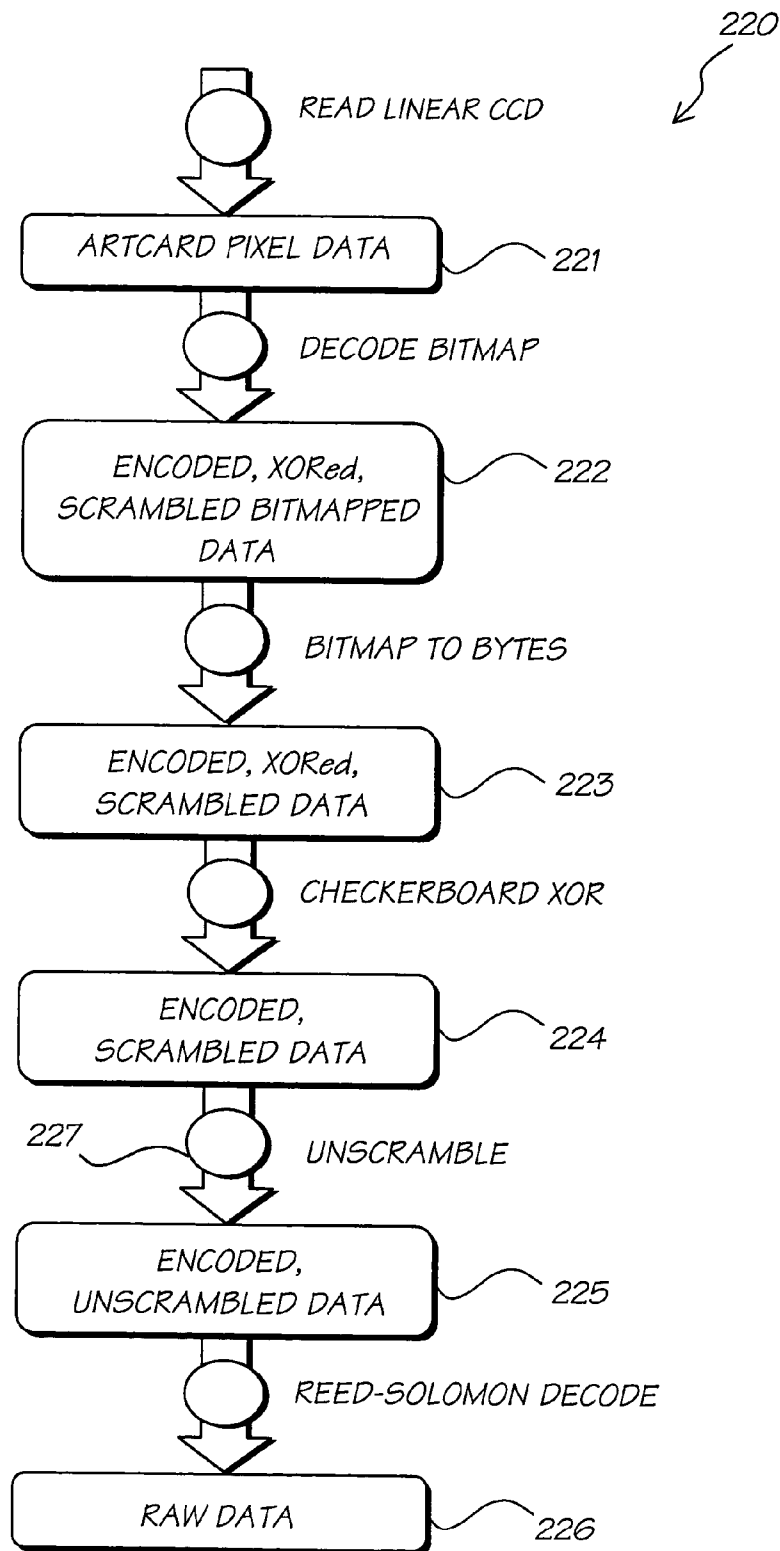 220
READ LINEAR CCD
ARTCARD PIXEL DATA
221
DECODE BITMAP
ENCODED, XORed,
SCRAMBLED BITMAPPED
DATA
222
BITMAP TO BYTES
ENCODED, XORed,
SCRAMBLED DATA
223
CHECKERBOARD XOR
ENCODED,
SCRAMBLED DATA
224
227
UNSCRAMBLE
ENCODED,
UNSCRAMBLED DATA
225
REED-SOLOMON DECODE
RAW DATA
226